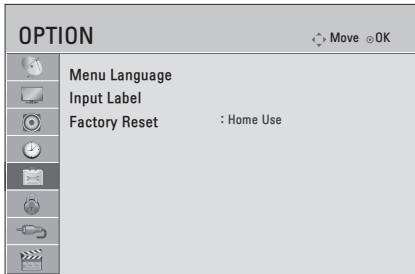 OPTION
Move OK
Menu Language
Input Label
Factory Reset : Home Use